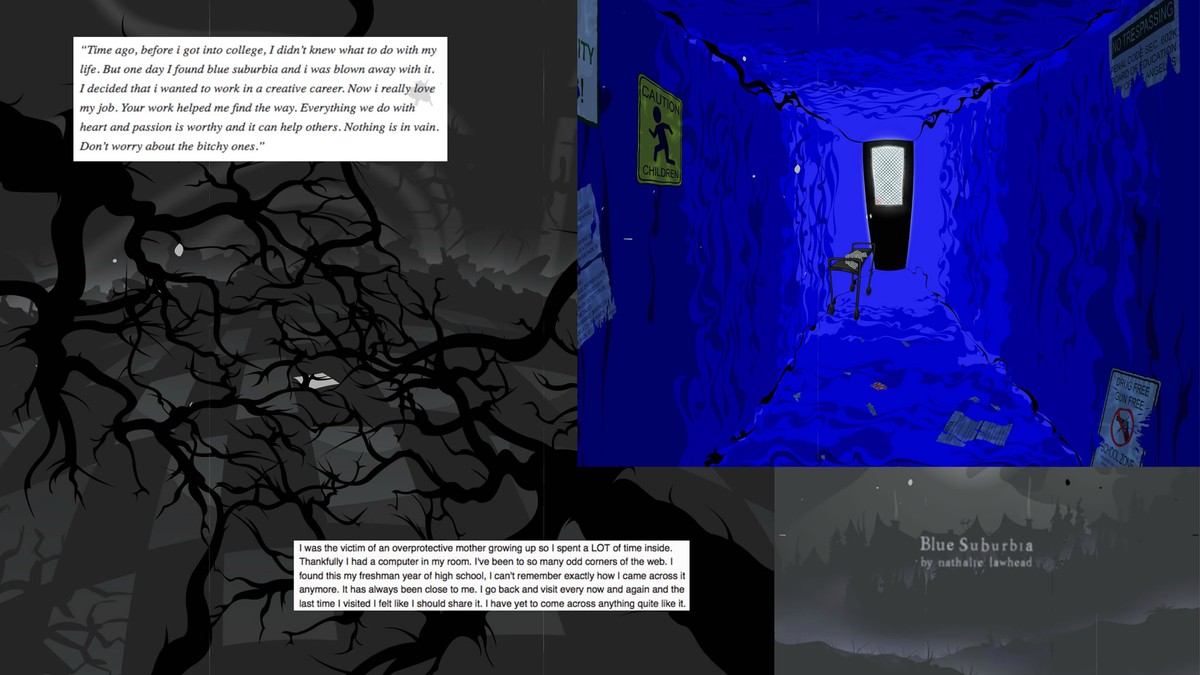 “Time ago, before i got into college, I didn't knew what to do with my
life. But one day I found blue suburbia and i was blown away with it.
I decided that i wanted to work in a creative career. Now i really love
my job. Your work helped me find the way. Everything we do with
heart and passion is worthy and it can help others. Nothing is in vain.
Don't worry about the bitchy ones.”
CAUTION
CHILDREN
NO TRESPASSING
CODE SEC. 602K
OF EDUCATION
ANGELES
DRUG FREE
GUN FREE
I was the victim of an overprotective mother growing up so I spent a LOT of time inside.
Thankfully I had a computer in my room. I've been to so many odd corners of the web. I
found this my freshman year of high school, I can't remember exactly how I came across it
anymore. It has always been close to me. I go back and visit every now and again and the
last time I visited I felt like I should share it. I have yet to come across anything quite like it.
Blue Suburbia
by nathalie lawhead